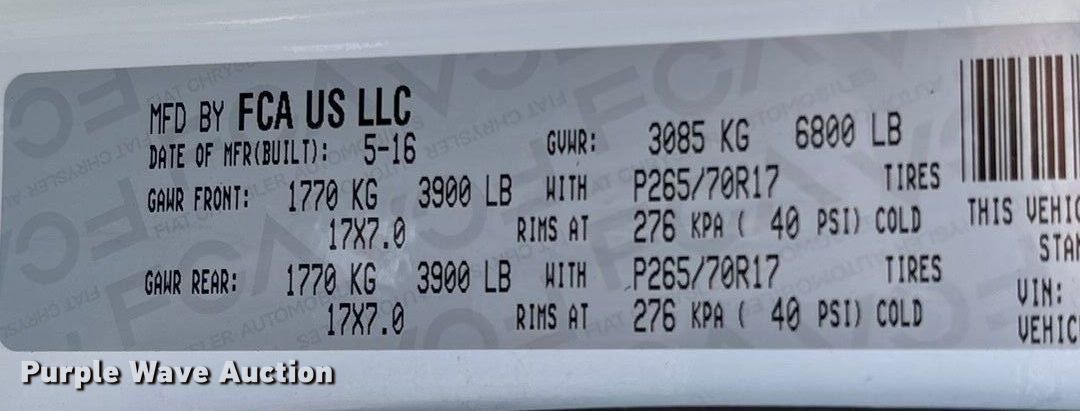 MFD BY FCA US LLC
DATE OF MFR(BUILT): 5-16 GVWR: 3085 KG 6800 LB
GAWR FRONT: 1770 KG 3900 LB WITH P265/70R17 TIRES
17X7.0 RIMS AT 276 KPA ( 40 PSI) COLD
GAWR REAR: 1770 KG 3900 LB WITH P265/70R17 TIRES
17X7.0 RIMS AT 276 KPA ( 40 PSI) COLD
THIS VEHIC
STAN
VIN:
VEHIC
Purple Wave Auction